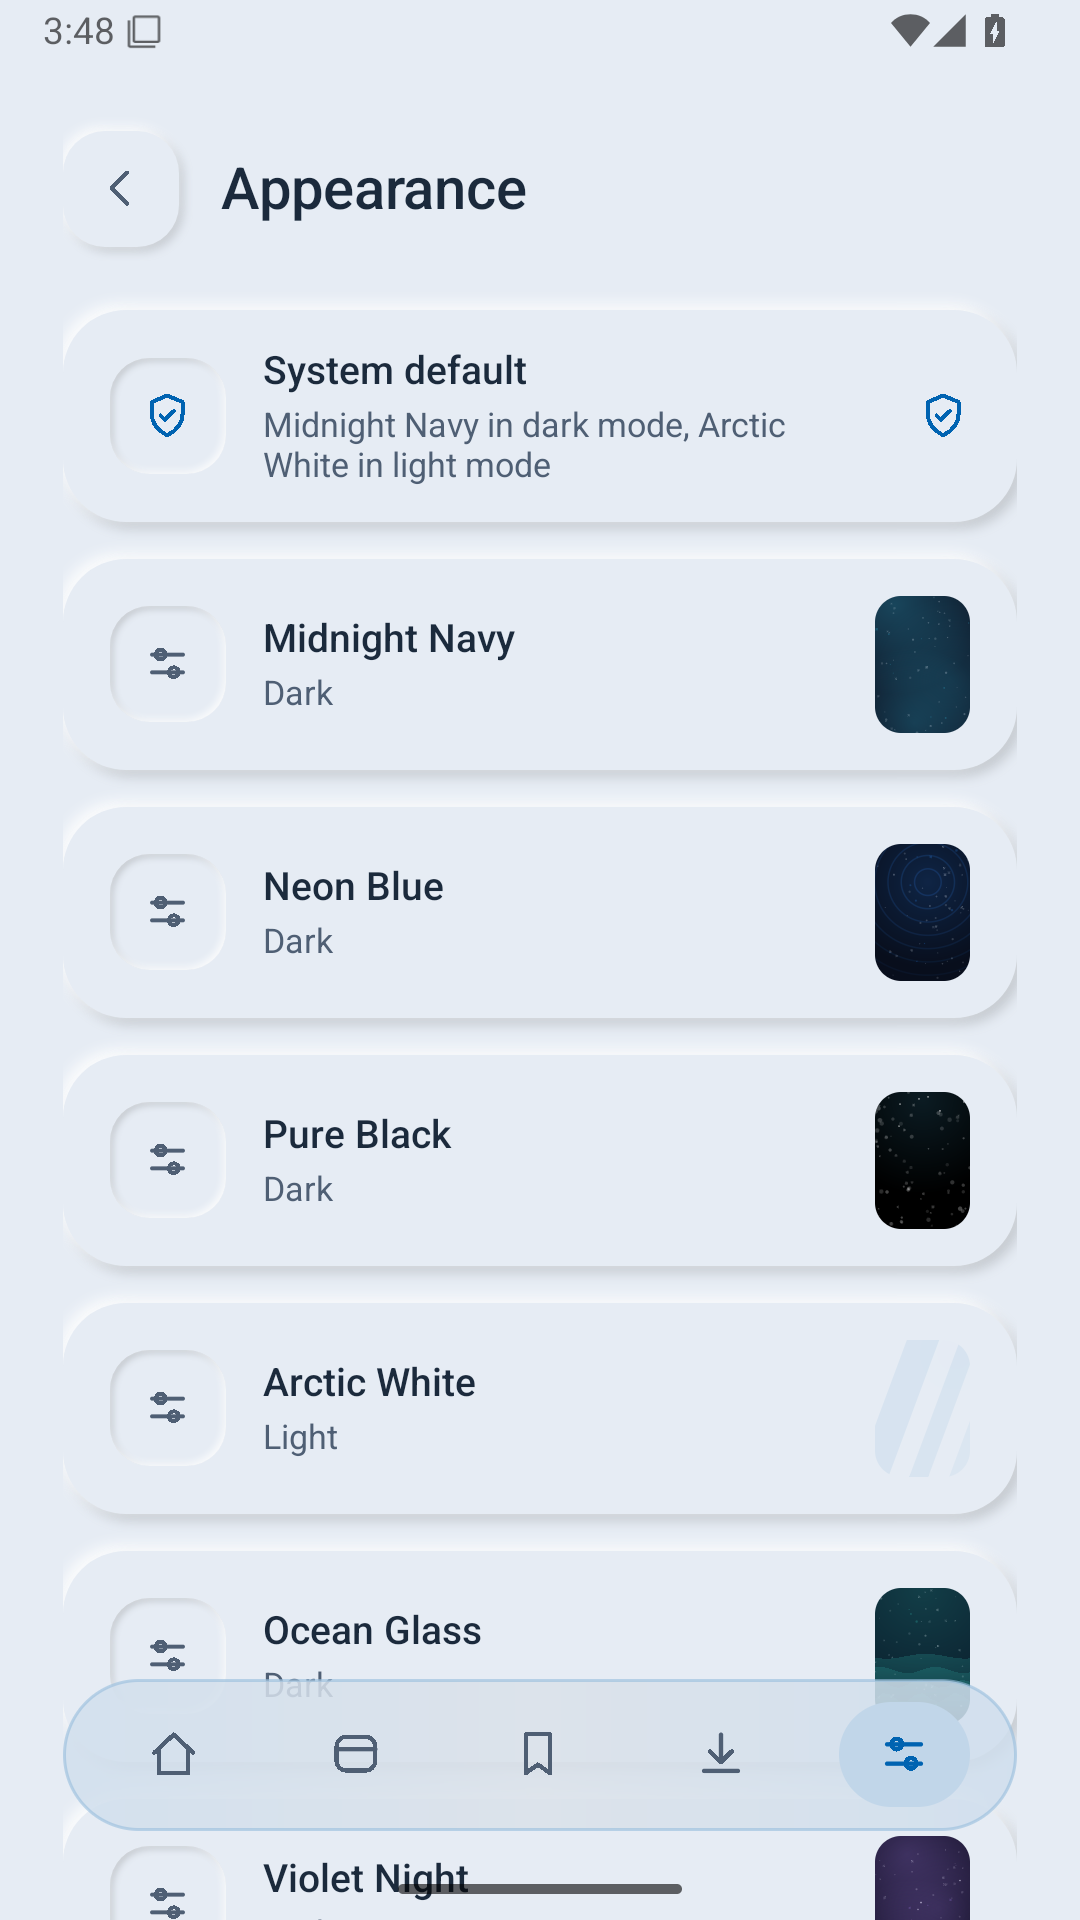 3:48
Appearance
System default
Midnight Navy in dark mode, Arctic
White in light mode
Midnight Navy
Dark
Neon Blue
Dark
Pure Black
Dark
Arctic White
Light
Ocean Glass
Dark
Violet Night